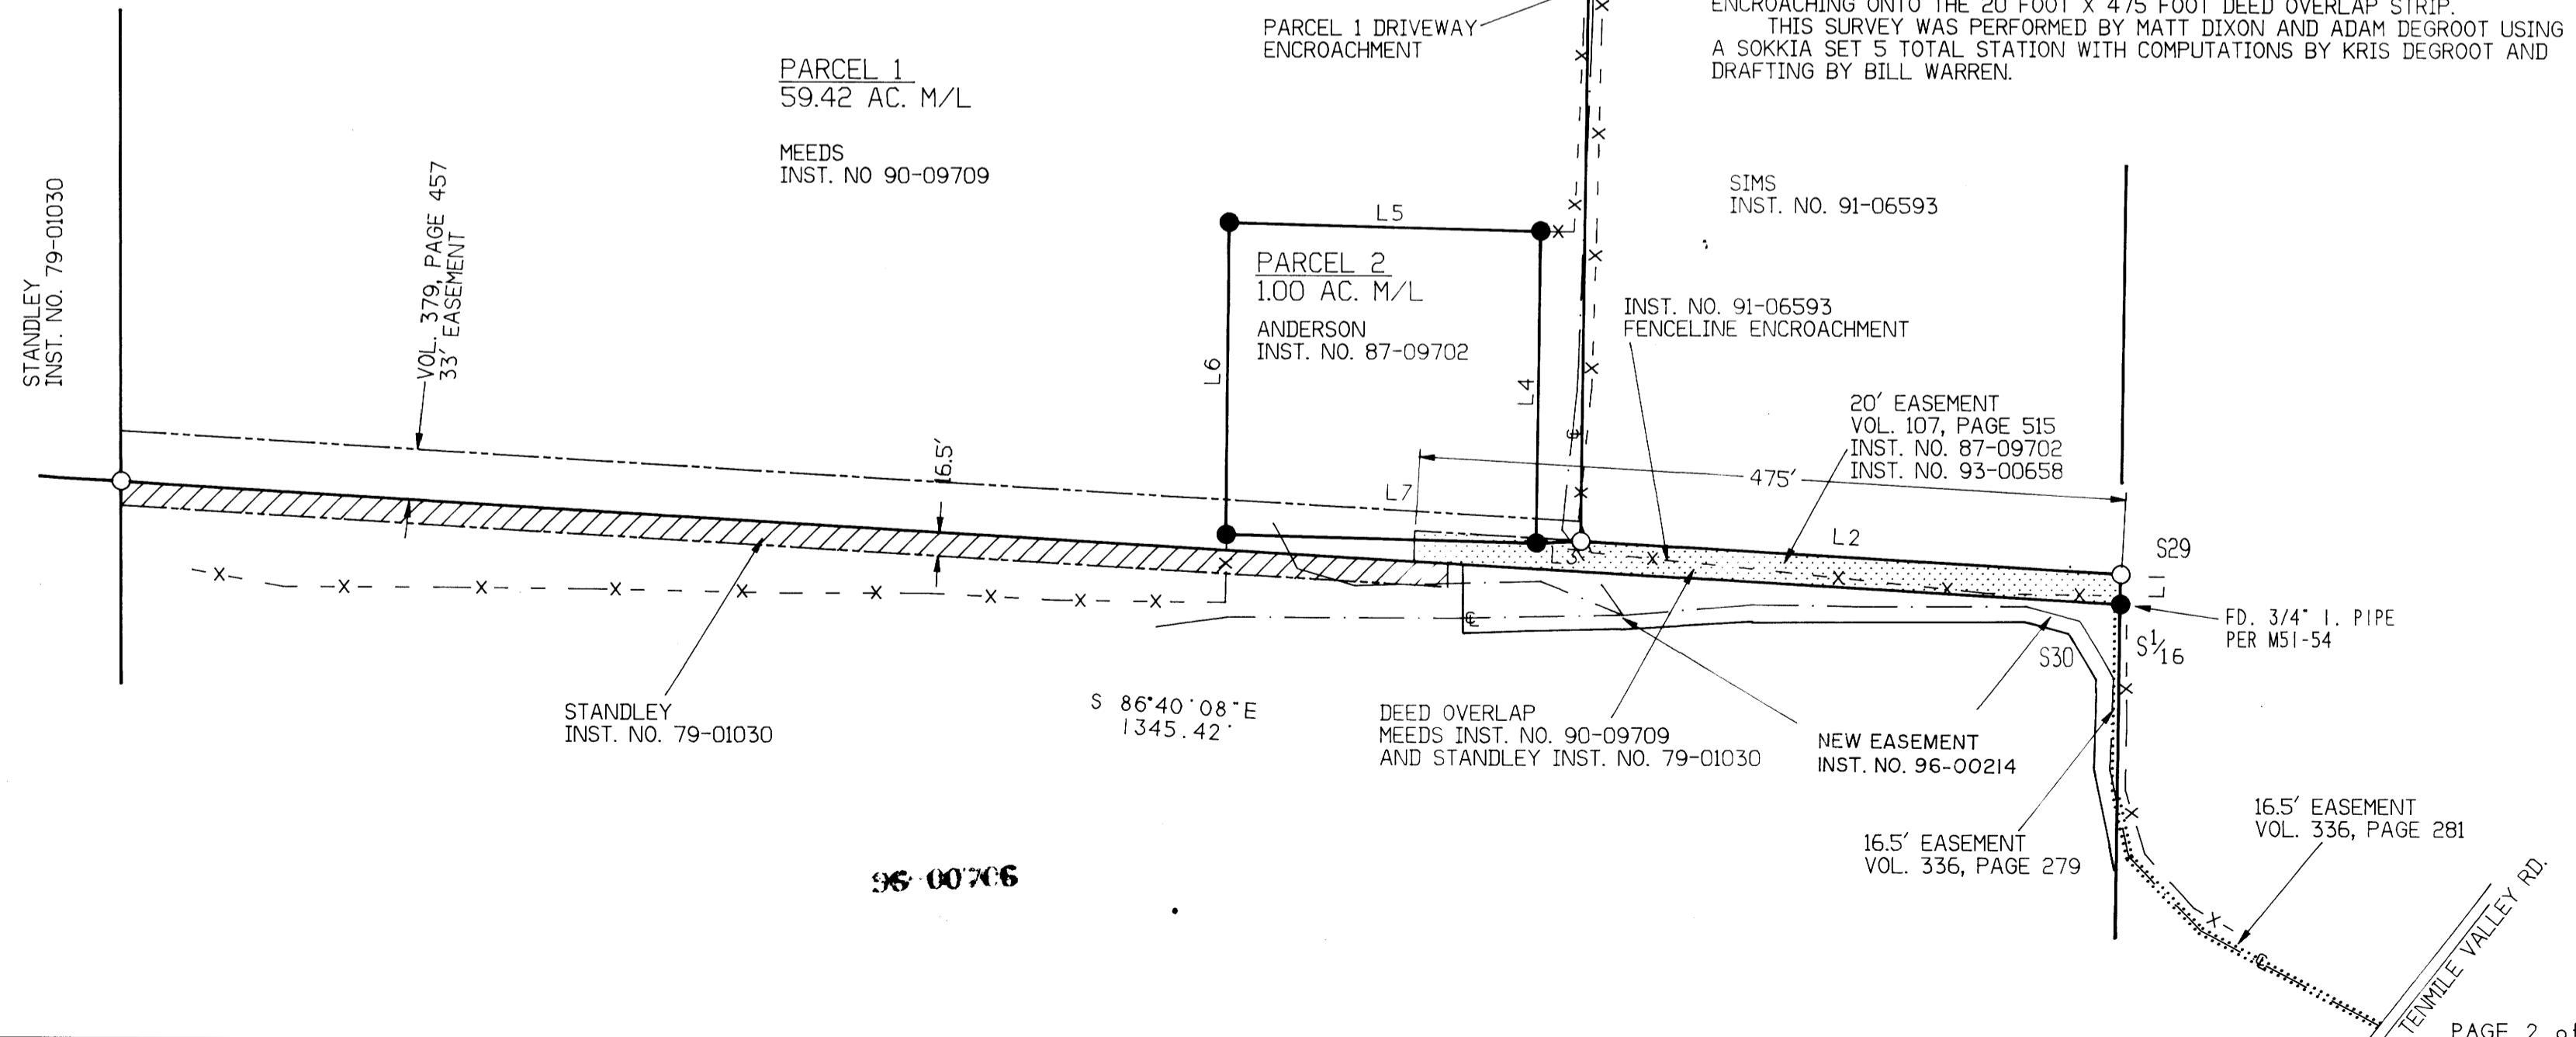 ENCROACHING ONTO THE 20 FOOT X 475 FOOT DEED OVERLAP STRIP.
THIS SURVEY WAS PERFORMED BY MATT DIXON AND ADAM DEGROOT USING
A SOKKIA SET 5 TOTAL STATION WITH COMPUTATIONS BY KRIS DEGROOT AND
DRAFTING BY BILL WARREN.
PARCEL 1 DRIVEWAY
ENCROACHMENT
PARCEL 1
59.42 AC. M/L
MEEDS
INST. NO 90-09709
STANDLEY
INST. NO. 79-01030
VOL. 379, PAGE 457
33' EASEMENT
SIMS
INST. NO. 91-06593
L5
PARCEL 2
1.00 AC. M/L
ANDERSON
INST. NO. 87-09702
L6
L4
INST. NO. 91-06593
FENCELINE ENCROACHMENT
20' EASEMENT
VOL. 107, PAGE 515
INST. NO. 87-09702
INST. NO. 93-00658
16.5'
475'
L7
L2
L3
S29
L1
FD. 3/4" I. PIPE
PER M51-54
S30
S1/16
STANDLEY
INST. NO. 79-01030
S 86°40'08"E
1345.42'
DEED OVERLAP
MEEDS INST. NO. 90-09709
AND STANDLEY INST. NO. 79-01030
NEW EASEMENT
INST. NO. 96-00214
16.5' EASEMENT
VOL. 336, PAGE 279
16.5' EASEMENT
VOL. 336, PAGE 281
96 00706
TENMILE VALLEY RD.
PAGE 2 of